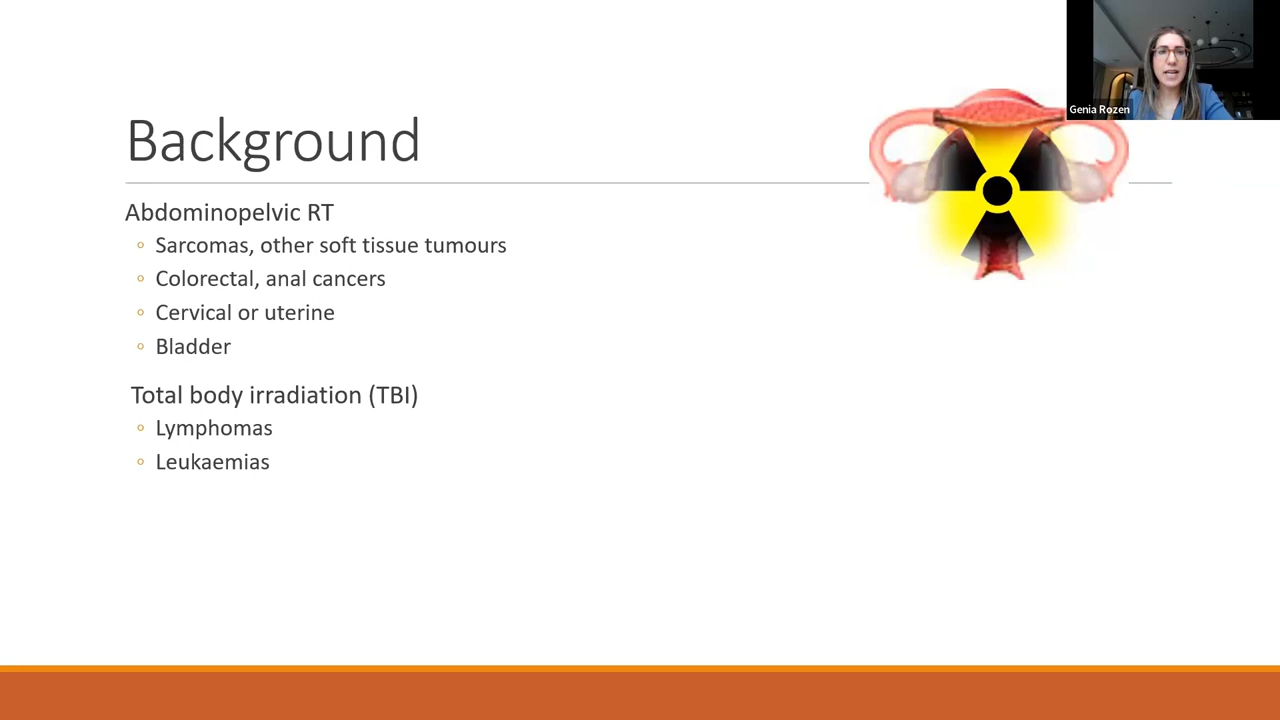 Genia Rozen
Background
Abdominopelvic RT
Sarcomas, other soft tissue tumours
Colorectal, anal cancers
Cervical or uterine
Bladder
Total body irradiation (TBI)
Lymphomas
Leukaemias